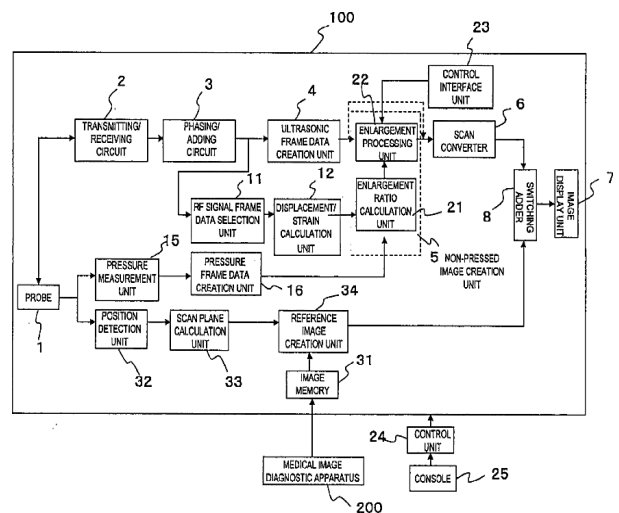 100
23
CONTROL
INTERFACE
UNIT
2
3
4
22
6
TRANSMITTING/
RECEIVING
CIRCUIT
PHASING/
ADDING
CIRCUIT
ULTRASONIC
FRAME DATA
CREATION UNIT
ENLARGEMENT
PROCESSING
UNIT
SCAN
CONVERTER
11
12
RF SIGNAL FRAME
DATA SELECTION
UNIT
DISPLACEMENT/
STRAIN
CALCULATION
UNIT
ENLARGEMENT
RATIO
CALCULATION
UNIT
21
8
SWITCHING
ADDER
IMAGE
DISPLAY UNIT
7
5
NON-PRESSED
IMAGE CREATION
UNIT
15
PRESSURE
MEASUREMENT
UNIT
PRESSURE
FRAME DATA
CREATION UNIT
16
34
PROBE
1
POSITION
DETECTION
UNIT
32
SCAN PLANE
CALCULATION
UNIT
33
REFERENCE
IMAGE
CREATION UNIT
IMAGE
MEMORY
31
24
CONTROL
UNIT
MEDICAL IMAGE
DIAGNOSTIC APPARATUS
200
CONSOLE
25